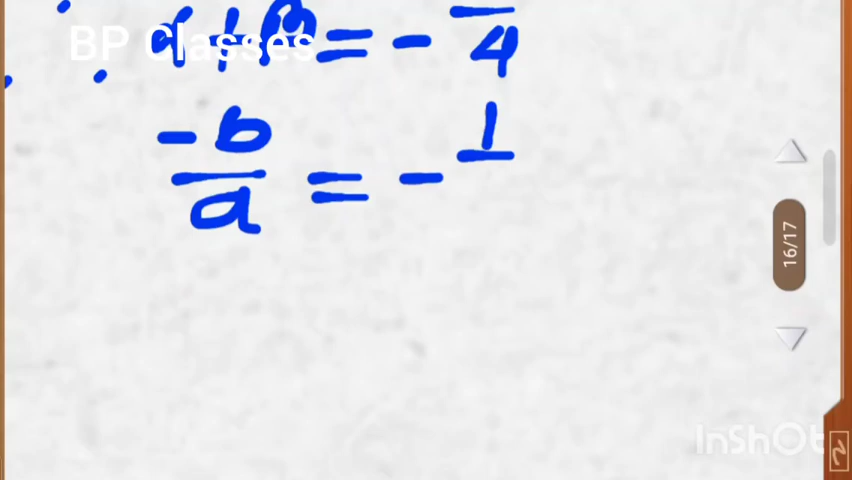 BP Classes
∴ α + β = - —/4
-b/a = - 1/
16/17
InShOt